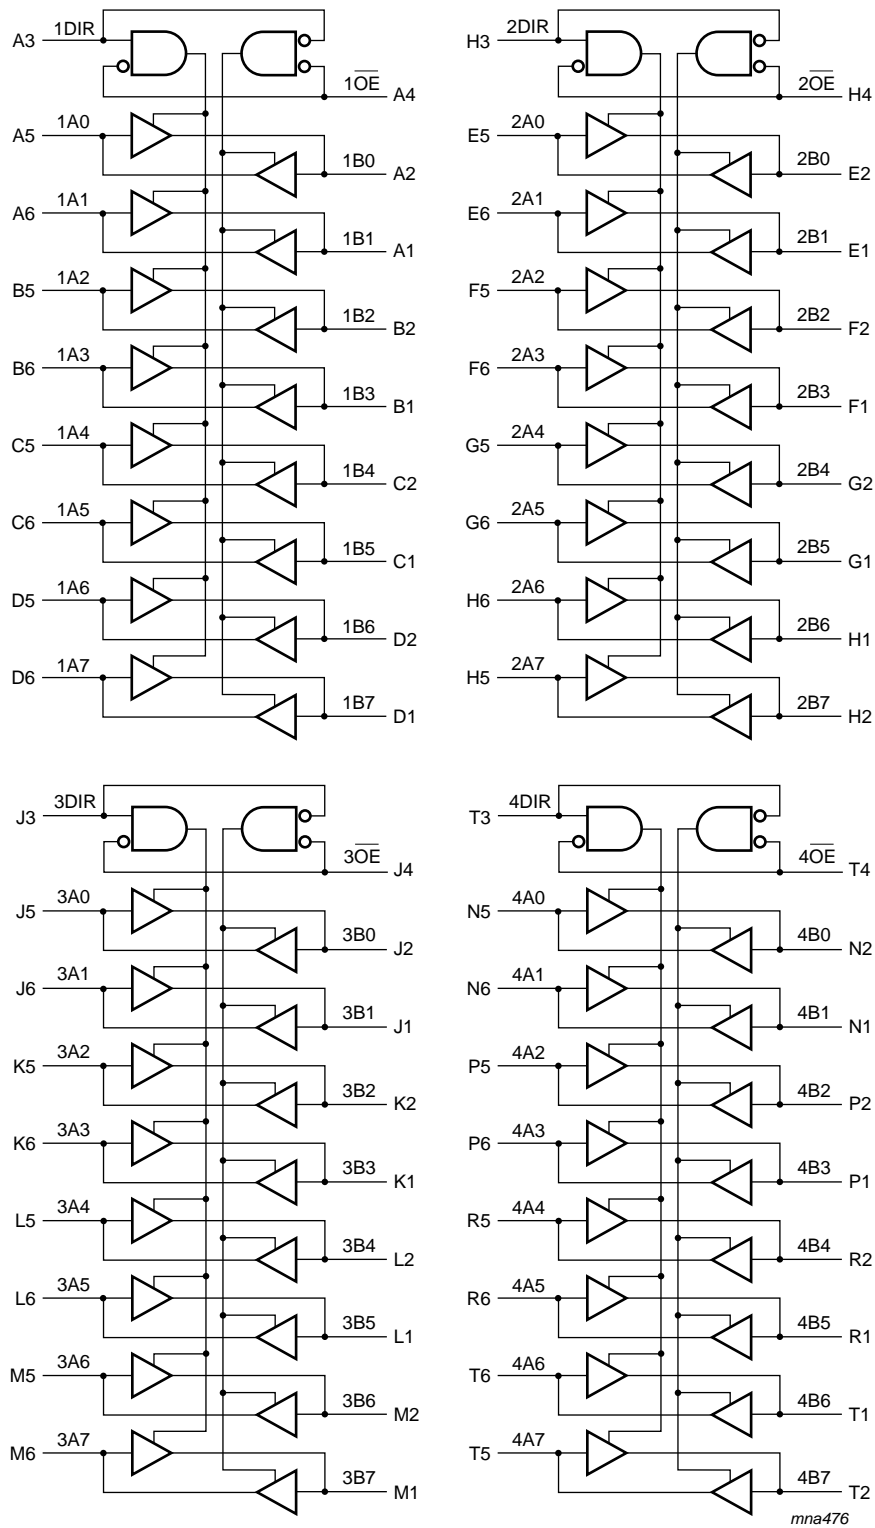 A3 1DIR
1O̅E̅ A4
A5 1A0
1B0 A2
A6 1A1
1B1 A1
B5 1A2
1B2 B2
B6 1A3
1B3 B1
C5 1A4
1B4 C2
C6 1A5
1B5 C1
D5 1A6
1B6 D2
D6 1A7
1B7 D1
H3 2DIR
2O̅E̅ H4
E5 2A0
2B0 E2
E6 2A1
2B1 E1
F5 2A2
2B2 F2
F6 2A3
2B3 F1
G5 2A4
2B4 G2
G6 2A5
2B5 G1
H6 2A6
2B6 H1
H5 2A7
2B7 H2
J3 3DIR
3O̅E̅ J4
J5 3A0
3B0 J2
J6 3A1
3B1 J1
K5 3A2
3B2 K2
K6 3A3
3B3 K1
L5 3A4
3B4 L2
L6 3A5
3B5 L1
M5 3A6
3B6 M2
M6 3A7
3B7 M1
T3 4DIR
4O̅E̅ T4
N5 4A0
4B0 N2
N6 4A1
4B1 N1
P5 4A2
4B2 P2
P6 4A3
4B3 P1
R5 4A4
4B4 R2
R6 4A5
4B5 R1
T6 4A6
4B6 T1
T5 4A7
4B7 T2
mna476